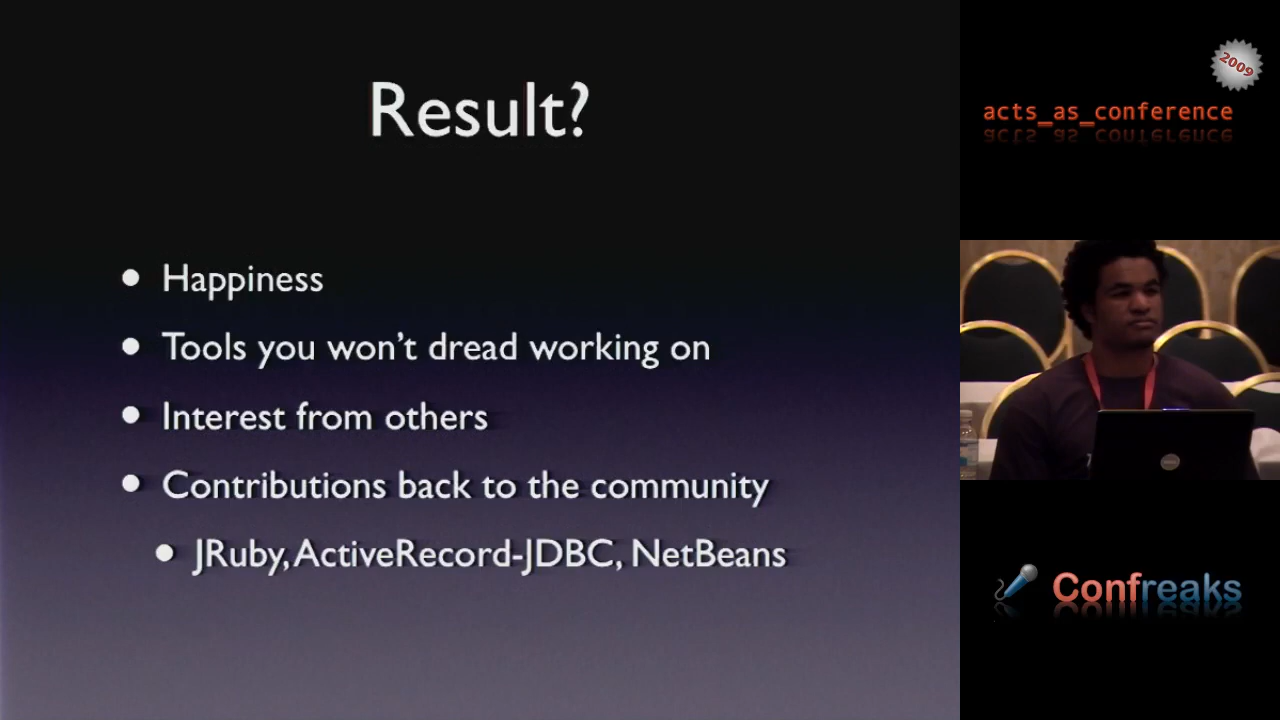 Result?
Happiness
Tools you won't dread working on
Interest from others
Contributions back to the community
JRuby, ActiveRecord-JDBC, NetBeans
2009
acts_as_conference
Confreaks